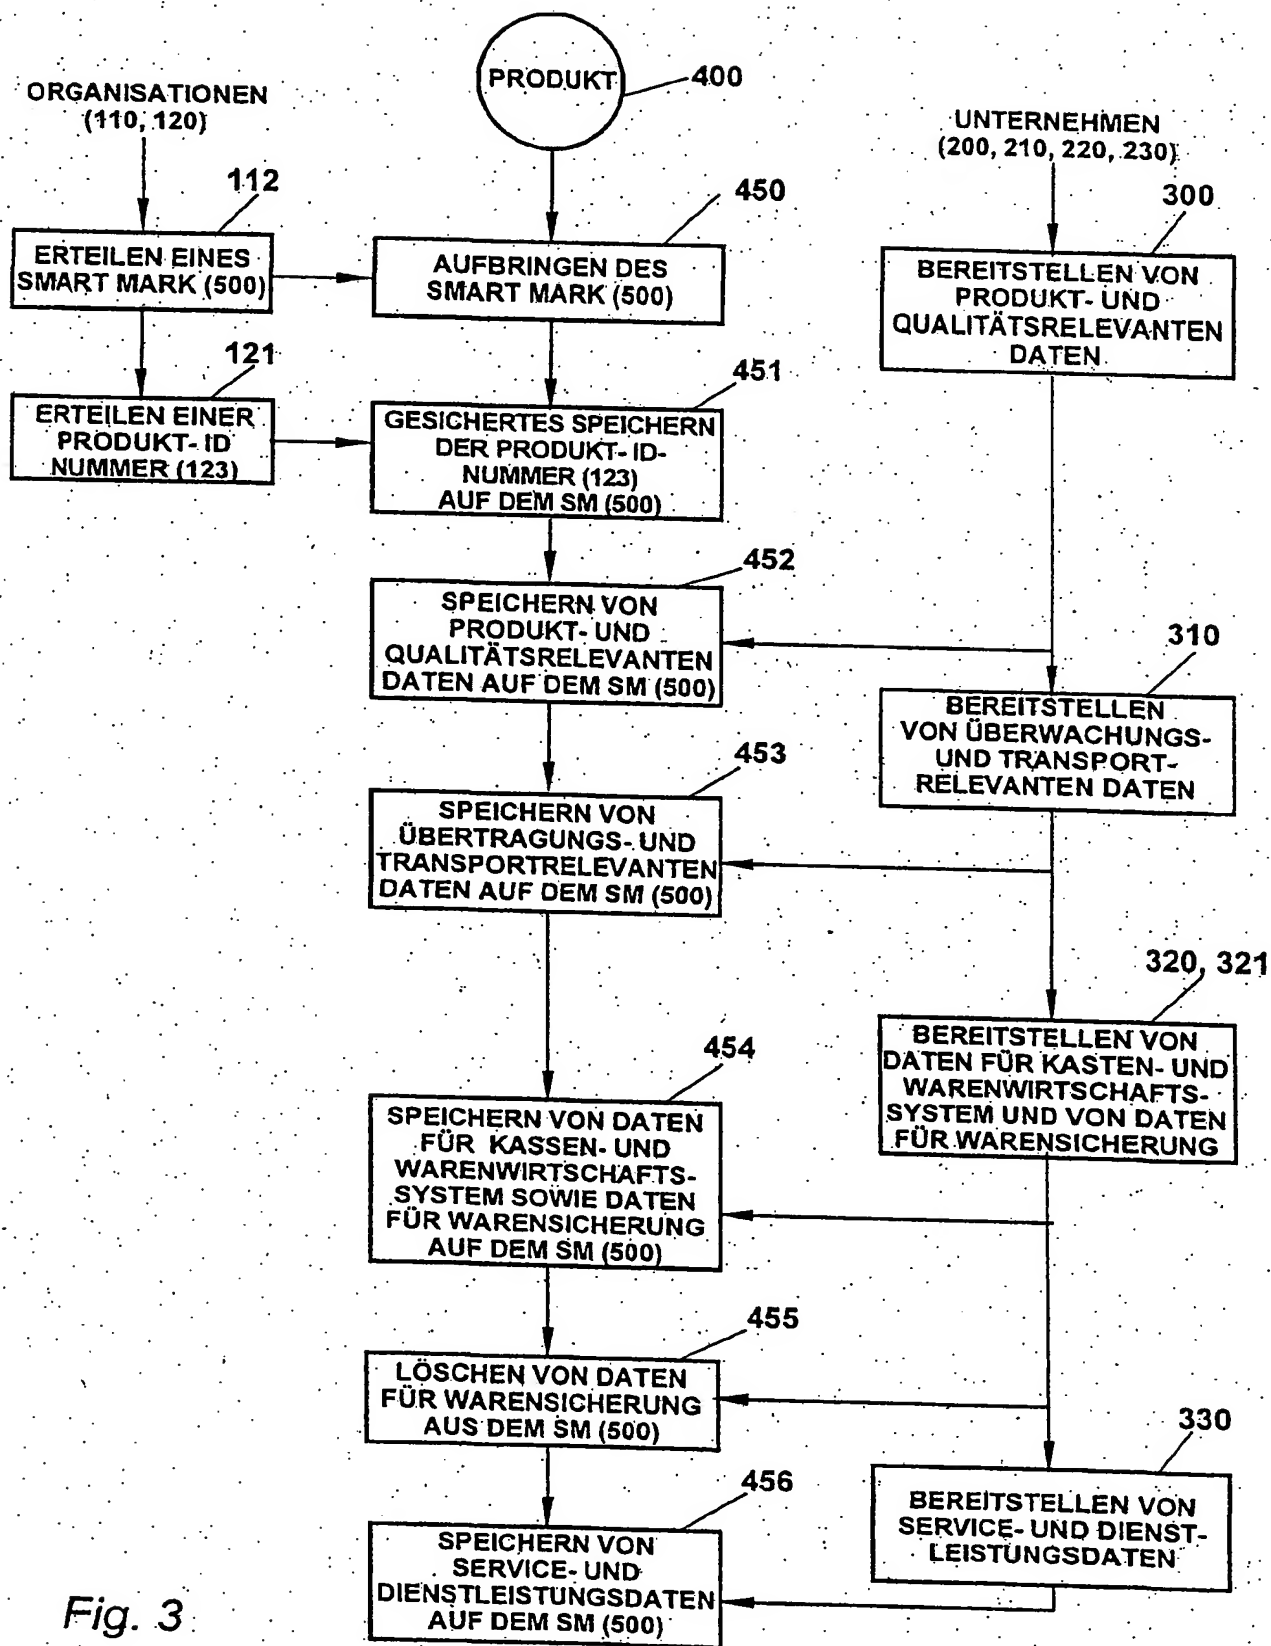 PRODUKT
400
ORGANISATIONEN
(110, 120)
UNTERNEHMEN
(200, 210, 220, 230)
112
ERTEILEN EINES
SMART MARK (500)
450
AUFBRINGEN DES
SMART MARK (500)
300
BEREITSTELLEN VON
PRODUKT- UND
QUALITÄTSRELEVANTEN
DATEN
121
ERTEILEN EINER
PRODUKT- ID
NUMMER (123)
451
GESICHERTES SPEICHERN
DER PRODUKT- ID-
NUMMER (123)
AUF DEM SM (500)
452
SPEICHERN VON
PRODUKT- UND
QUALITÄTSRELEVANTEN
DATEN AUF DEM SM (500)
310
BEREITSTELLEN
VON ÜBERWACHUNGS-
UND TRANSPORT-
RELEVANTEN DATEN
453
SPEICHERN VON
ÜBERTRAGUNGS- UND
TRANSPORTRELEVANTEN
DATEN AUF DEM SM (500)
320, 321
BEREITSTELLEN VON
DATEN FÜR KASTEN- UND
WARENWIRTSCHAFTS-
SYSTEM UND VON DATEN
FÜR WARENSICHERUNG
454
SPEICHERN VON DATEN
FÜR KASSEN- UND
WARENWIRTSCHAFTS-
SYSTEM SOWIE DATEN
FÜR WARENSICHERUNG
AUF DEM SM (500)
455
LÖSCHEN VON DATEN
FÜR WARENSICHERUNG
AUS DEM SM (500)
330
BEREITSTELLEN VON
SERVICE- UND DIENST-
LEISTUNGSDATEN
456
SPEICHERN VON
SERVICE- UND
DIENSTLEISTUNGSDATEN
AUF DEM SM (500)
Fig. 3